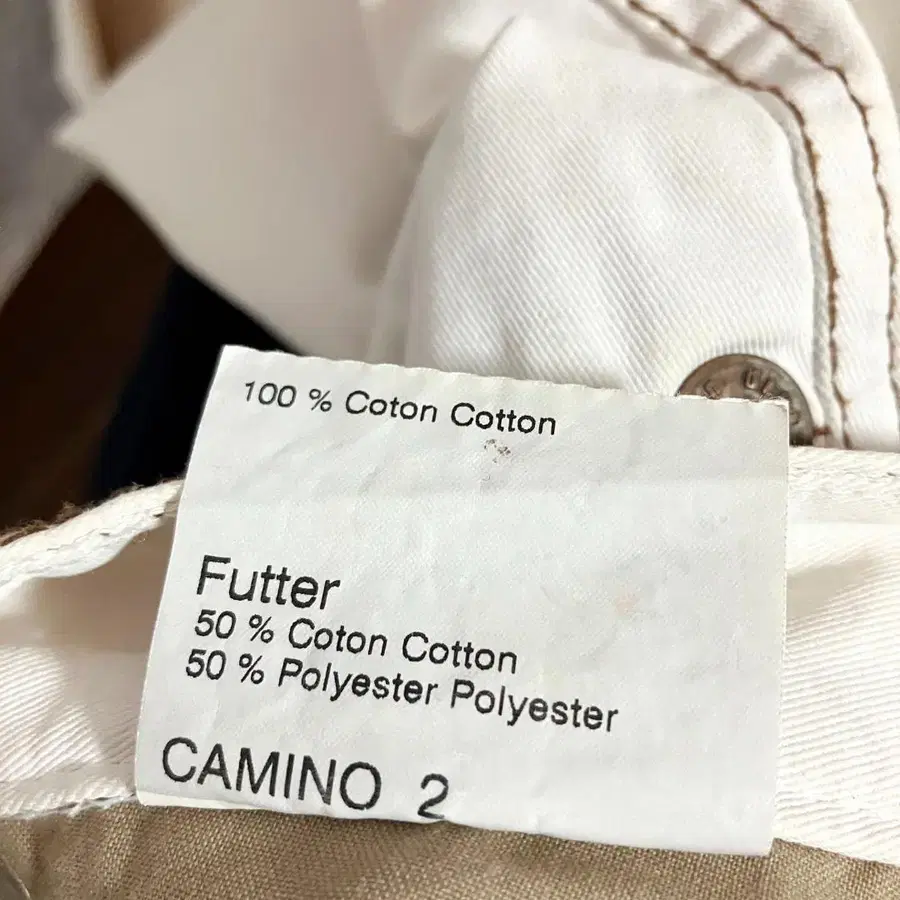 100 % Coton Cotton
Futter
50 % Coton Cotton
50 % Polyester Polyester
CAMINO 2